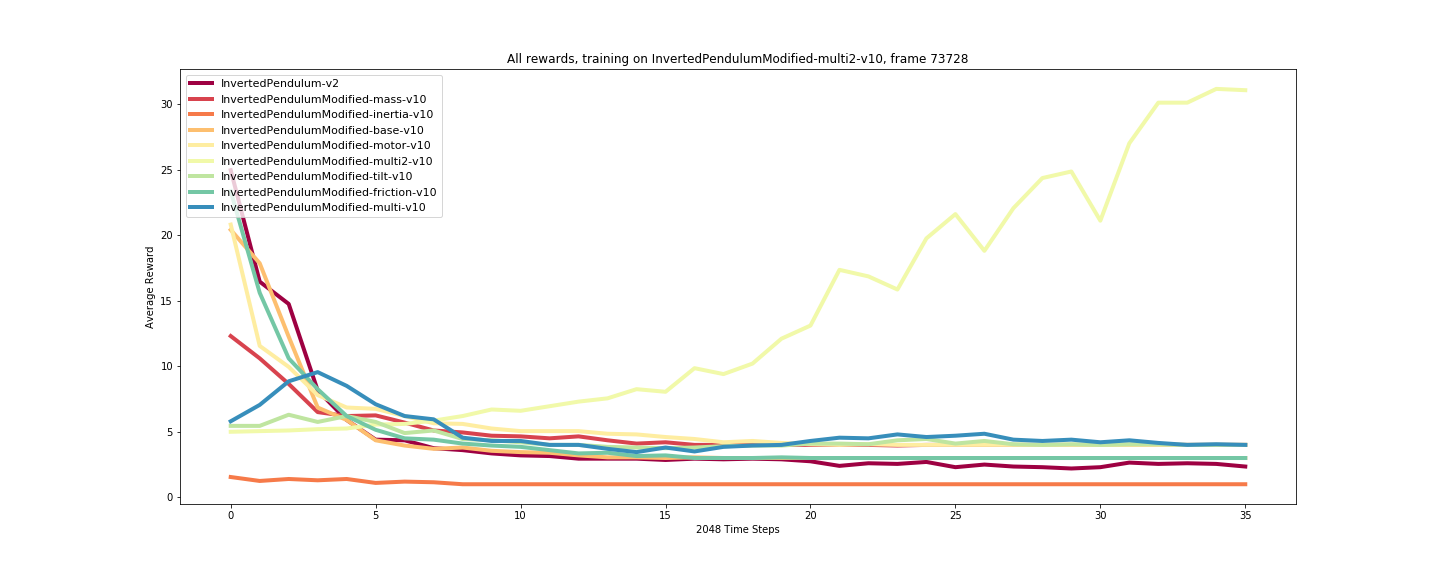 All rewards, training on InvertedPendulumModified-multi2-v10, frame 73728
InvertedPendulum-v2
InvertedPendulumModified-mass-v10
InvertedPendulumModified-inertia-v10
InvertedPendulumModified-base-v10
InvertedPendulumModified-motor-v10
InvertedPendulumModified-multi2-v10
InvertedPendulumModified-tilt-v10
InvertedPendulumModified-friction-v10
InvertedPendulumModified-multi-v10
Average Reward
30
25
20
15
10
5
0
0 5 10 15 20 25 30 35
2048 Time Steps